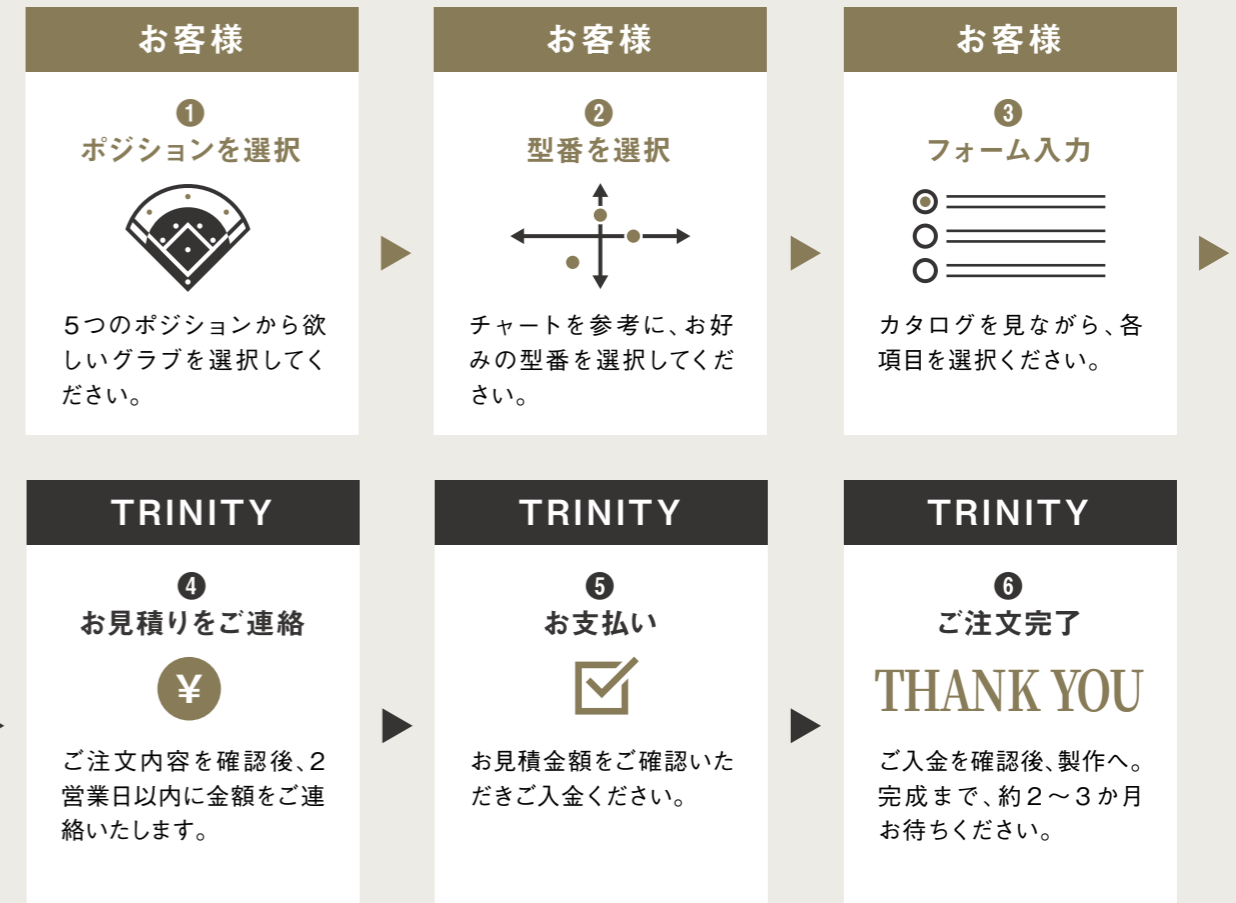 お客様
❶
ポジションを選択
5つのポジションから欲
しいグラブを選択してく
ださい。
お客様
❷
型番を選択
チャートを参考に、お好
みの型番を選択してくだ
さい。
お客様
❸
フォーム入力
カタログを見ながら、各
項目を選択ください。
TRINITY
❹
お見積りをご連絡
¥
ご注文内容を確認後、2
営業日以内に金額をご連
絡いたします。
TRINITY
❺
お支払い
お見積金額をご確認いた
だきご入金ください。
TRINITY
❻
ご注文完了
THANK YOU
ご入金を確認後、製作へ。
完成まで、約2〜3か月
お待ちください。